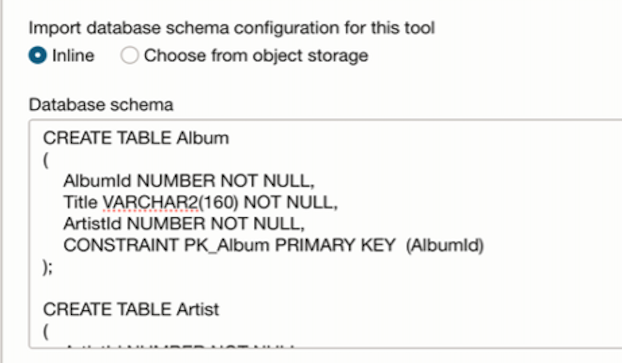 Import database schema configuration for this tool
Inline Choose from object storage
Database schema
CREATE TABLE Album
(
AlbumId NUMBER NOT NULL,
Title VARCHAR2(160) NOT NULL,
ArtistId NUMBER NOT NULL,
CONSTRAINT PK_Album PRIMARY KEY (AlbumId)
);
CREATE TABLE Artist
(